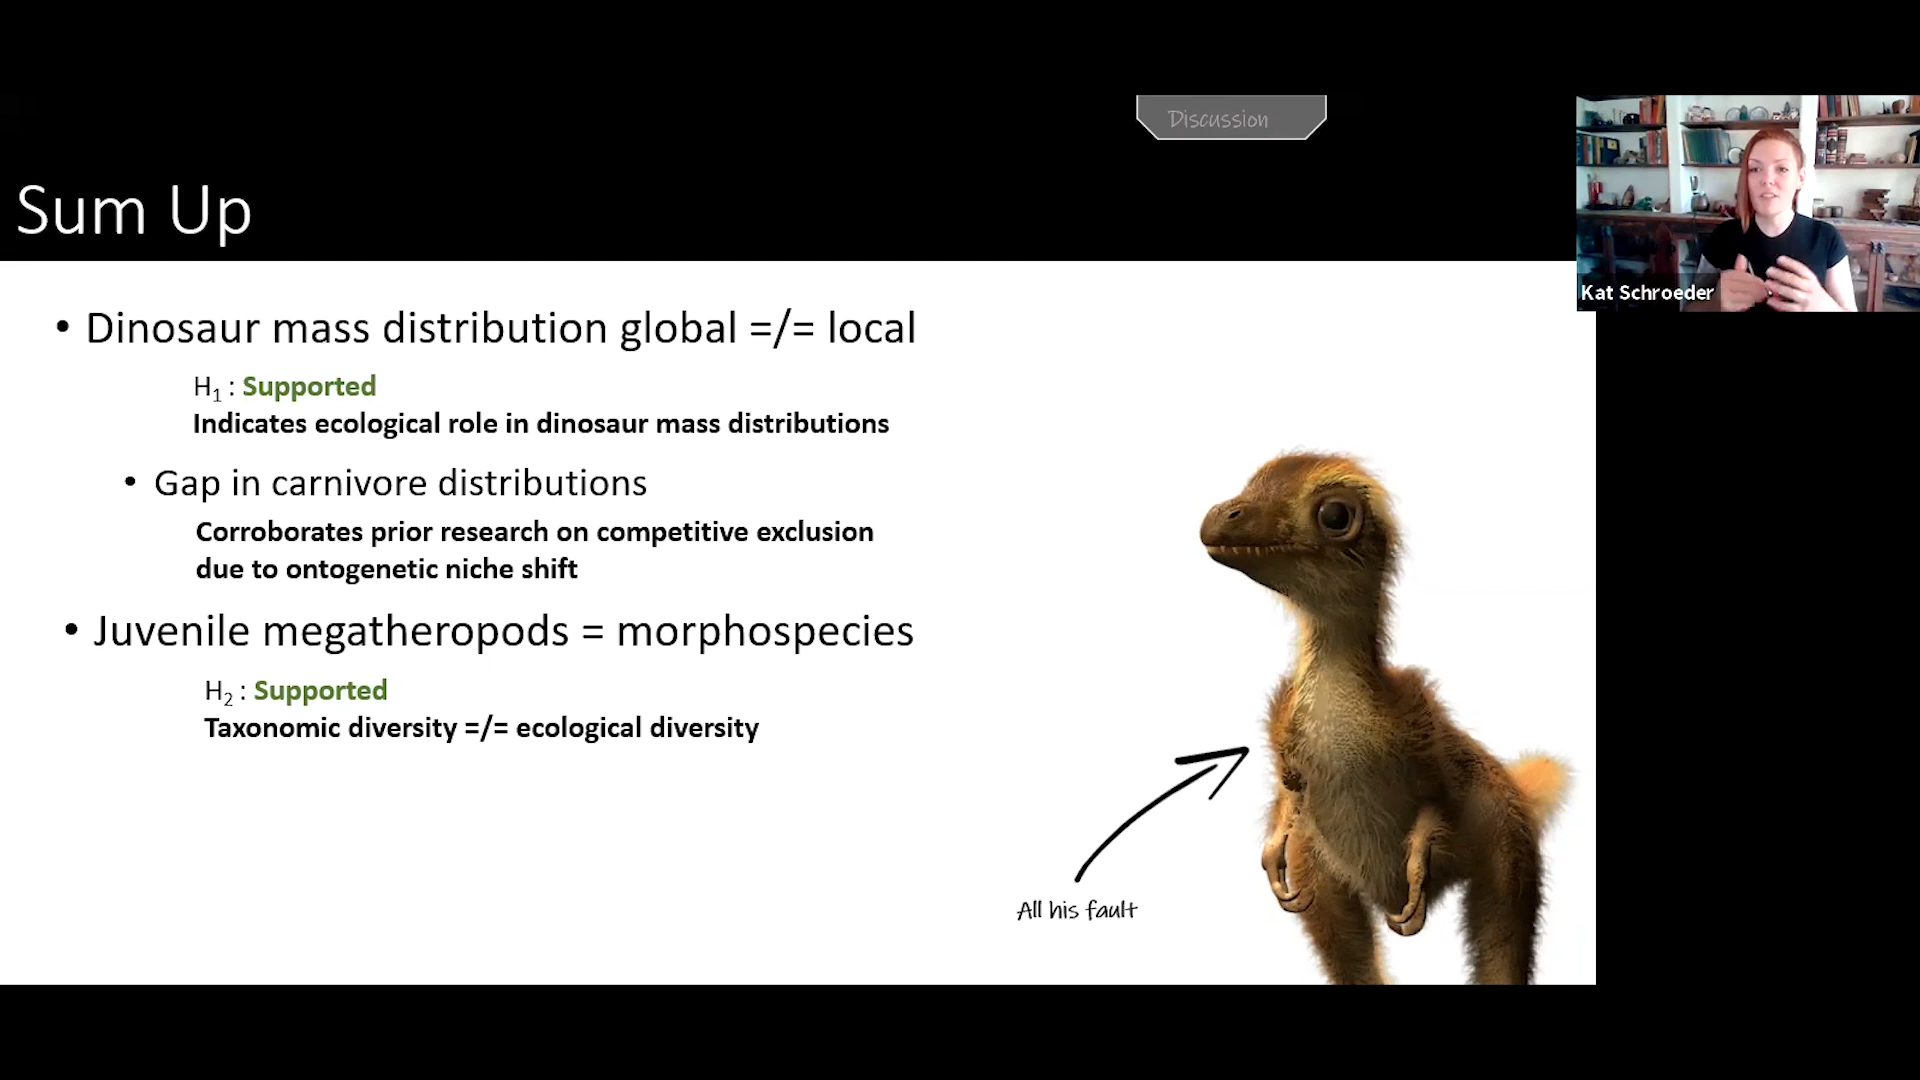 Discussion
Sum Up
Kat Schroeder
• Dinosaur mass distribution global =/= local
H₁ : Supported
Indicates ecological role in dinosaur mass distributions
• Gap in carnivore distributions
Corroborates prior research on competitive exclusion
due to ontogenetic niche shift
• Juvenile megatheropods = morphospecies
H₂ : Supported
Taxonomic diversity =/= ecological diversity
All his fault